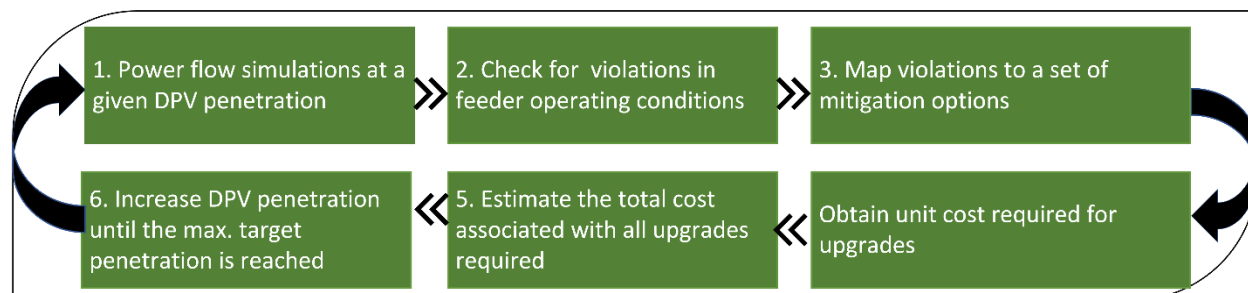 1. Power flow simulations at a
given DPV penetration
2. Check for violations in
feeder operating conditions
3. Map violations to a set of
mitigation options
6. Increase DPV penetration
until the max. target
penetration is reached
5. Estimate the total cost
associated with all upgrades
required
Obtain unit cost required for
upgrades